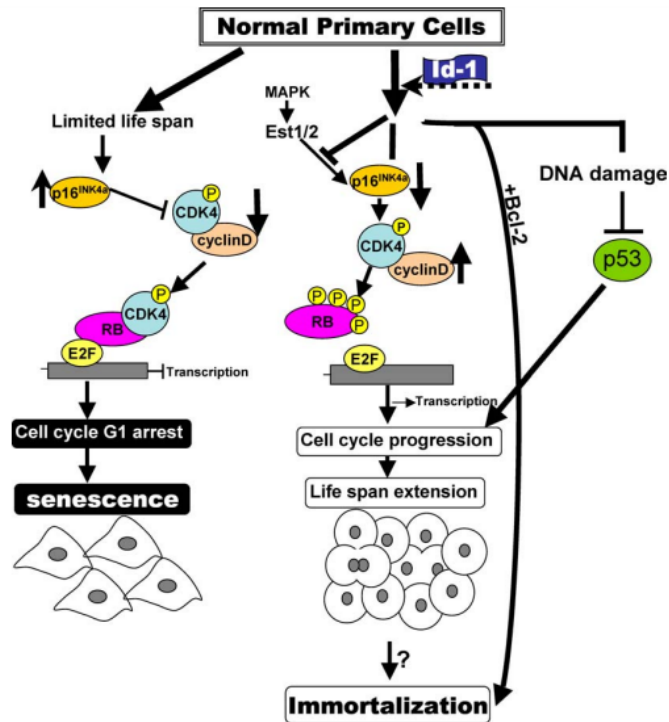 Normal Primary Cells
Id-1
MAPK
Limited life span
Est1/2
p16INK4a
p16INK4a
DNA damage
P
CDK4
cyclinD
P
CDK4
cyclinD
+Bcl-2
p53
P
CDK4
RB
P P P P
RB
E2F
Transcription
E2F
Transcription
Cell cycle G1 arrest
Cell cycle progression
senescence
Life span extension
?
Immortalization